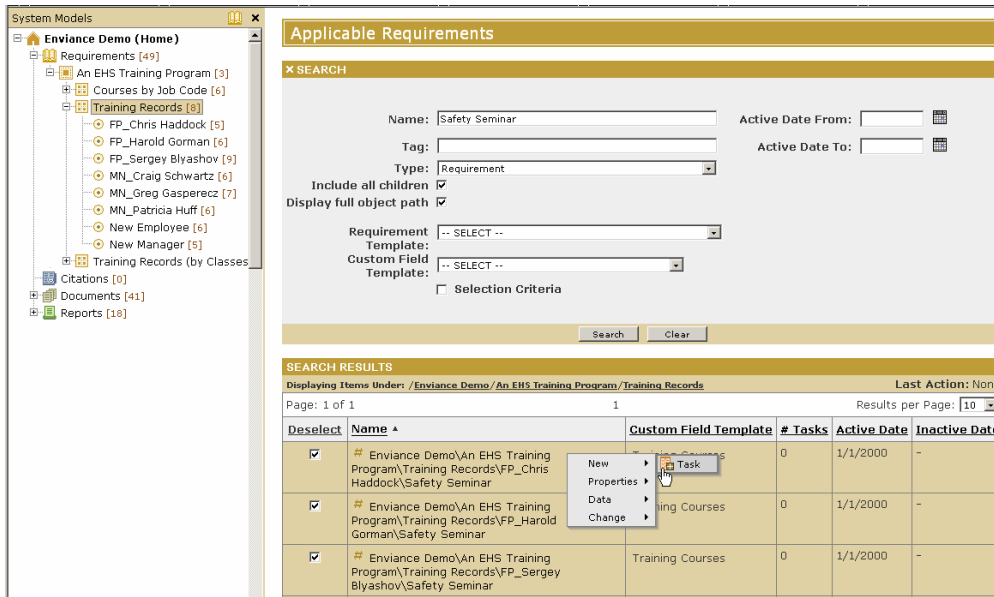 System Models
Enviance Demo (Home)
Requirements [49]
An EHS Training Program [3]
Courses by Job Code [6]
Training Records [8]
FP_Chris Haddock [5]
FP_Harold Gorman [6]
FP_Sergey Blyashov [9]
MN_Craig Schwartz [6]
MN_Greg Gasperecz [7]
MN_Patricia Huff [6]
New Employee [6]
New Manager [5]
Training Records (by Classes
Citations [0]
Documents [41]
Reports [18]
Applicable Requirements
× SEARCH
Name: Safety Seminar Active Date From:
Tag: Active Date To:
Type: Requirement
Include all children
Display full object path
Requirement Template: -- SELECT --
Custom Field Template: -- SELECT --
Selection Criteria
Search Clear
SEARCH RESULTS
Displaying Items Under: /Enviance Demo/An EHS Training Program/Training Records Last Action: Non
Page: 1 of 1 1 Results per Page: 10
Deselect Name Custom Field Template # Tasks Active Date Inactive Date
# Enviance Demo\An EHS Training Training Courses 0 1/1/2000 -
Program\Training Records\FP_Chris
Haddock\Safety Seminar
New Task
Properties
Data
Change
# Enviance Demo\An EHS Training ning Courses 0 1/1/2000 -
Program\Training Records\FP_Harold
Gorman\Safety Seminar
# Enviance Demo\An EHS Training Training Courses 0 1/1/2000 -
Program\Training Records\FP_Sergey
Blyashov\Safety Seminar